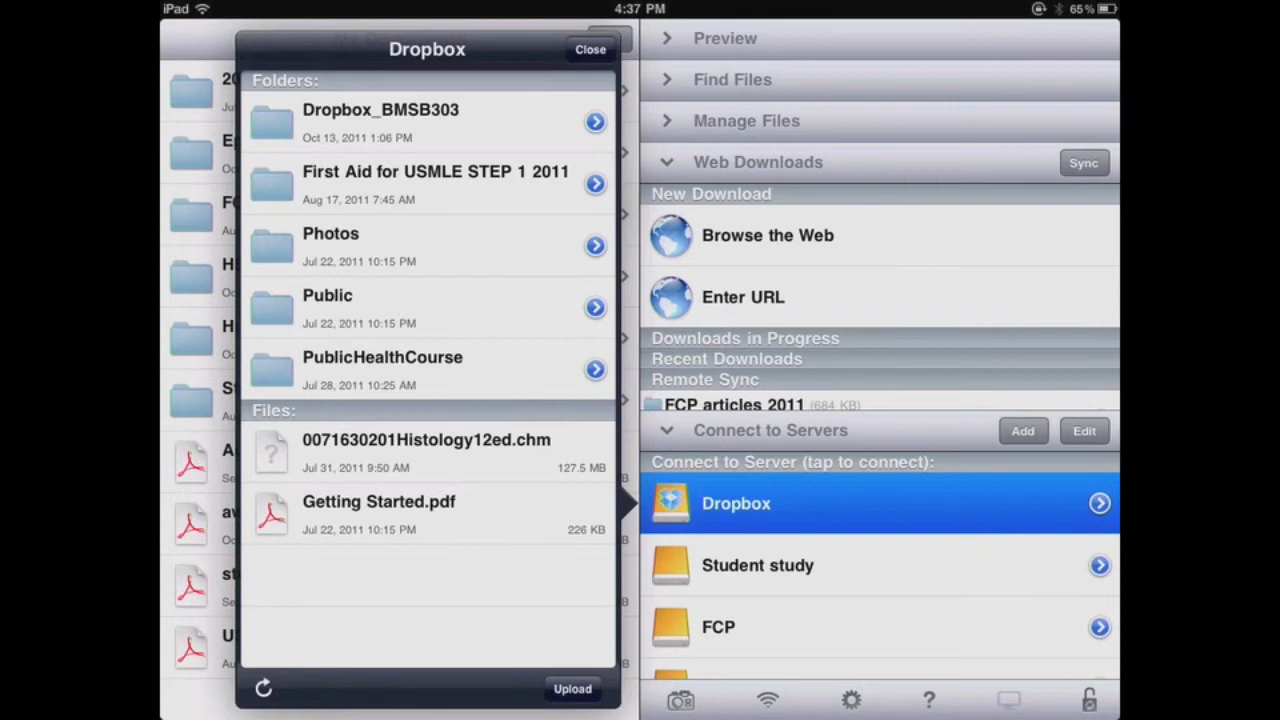 iPad
4:37 PM
65%
Dropbox
Close
Folders:
Dropbox_BMSB303
Oct 13, 2011 1:06 PM
First Aid for USMLE STEP 1 2011
Aug 17, 2011 7:45 AM
Photos
Jul 22, 2011 10:15 PM
Public
Jul 22, 2011 10:15 PM
PublicHealthCourse
Jul 28, 2011 10:25 AM
Files:
0071630201Histology12ed.chm
Jul 31, 2011 9:50 AM
127.5 MB
Getting Started.pdf
Jul 22, 2011 10:15 PM
226 KB
Upload
Preview
Find Files
Manage Files
Web Downloads
Sync
New Download
Browse the Web
Enter URL
Downloads in Progress
Recent Downloads
Remote Sync
FCP articles 2011 (684 KB)
Connect to Servers
Add
Edit
Connect to Server (tap to connect):
Dropbox
Student study
FCP